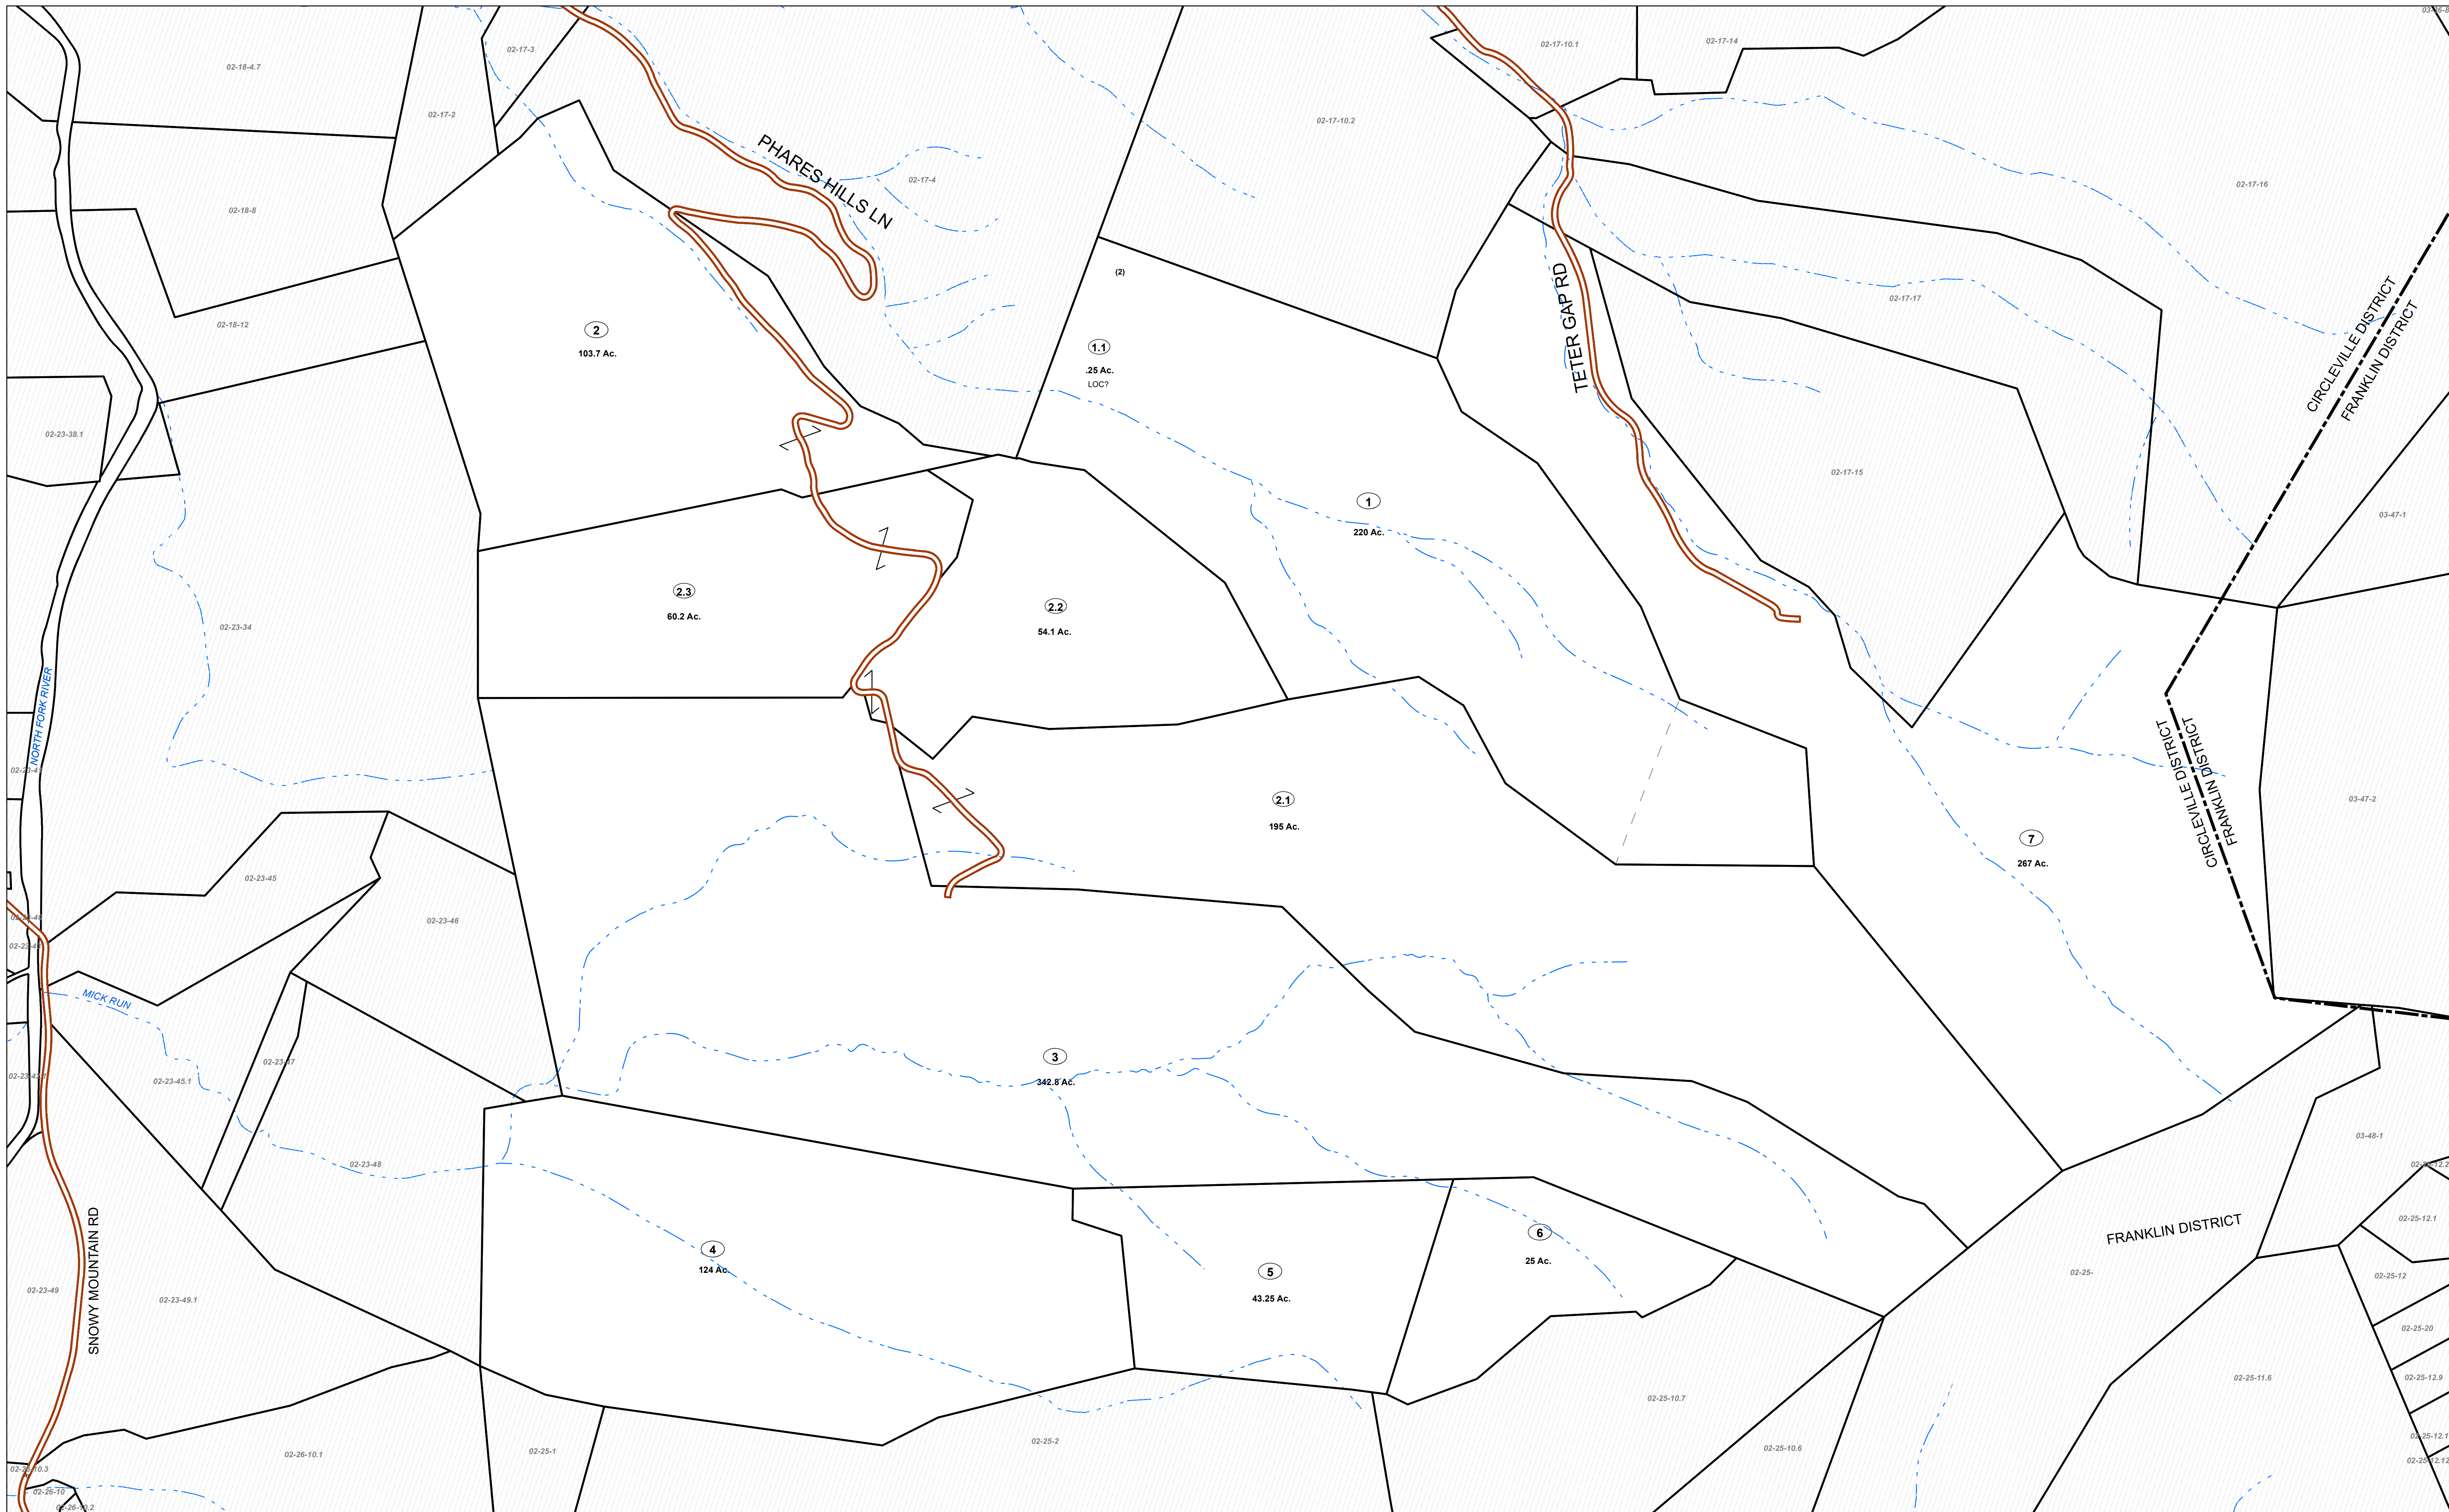 02-17-3
02-17-10.1
02-17-14
02-18-4.7
02-17-2
02-17-10.2
PHARES HILLS LN
02-17-4
02-17-16
02-18-8
(2)
TETER GAP RD
02-17-17
CIRCLEVILLE DISTRICT
FRANKLIN DISTRICT
02-18-12
2
103.7 Ac.
1.1
.25 Ac.
LOC?
02-23-38.1
02-17-15
1
220 Ac.
03-47-1
2.3
60.2 Ac.
2.2
54.1 Ac.
02-23-34
NORTH FORK RIVER
CIRCLEVILLE DISTRICT
FRANKLIN DISTRICT
2.1
195 Ac.
03-47-2
7
267 Ac.
02-23-45
02-23-46
MICK RUN
02-23-47
02-23-45.1
3
342.8 Ac.
03-48-1
02-23-48
02-25-12.1
FRANKLIN DISTRICT
4
124 Ac.
5
43.25 Ac.
6
25 Ac.
02-25-
02-25-12
SNOWY MOUNTAIN RD
02-23-49
02-23-49.1
02-25-20
02-25-10.7
02-25-11.6
02-25-12.9
02-26-10.1
02-25-1
02-25-2
02-25-10.6
02-26-10
02-26-10.2